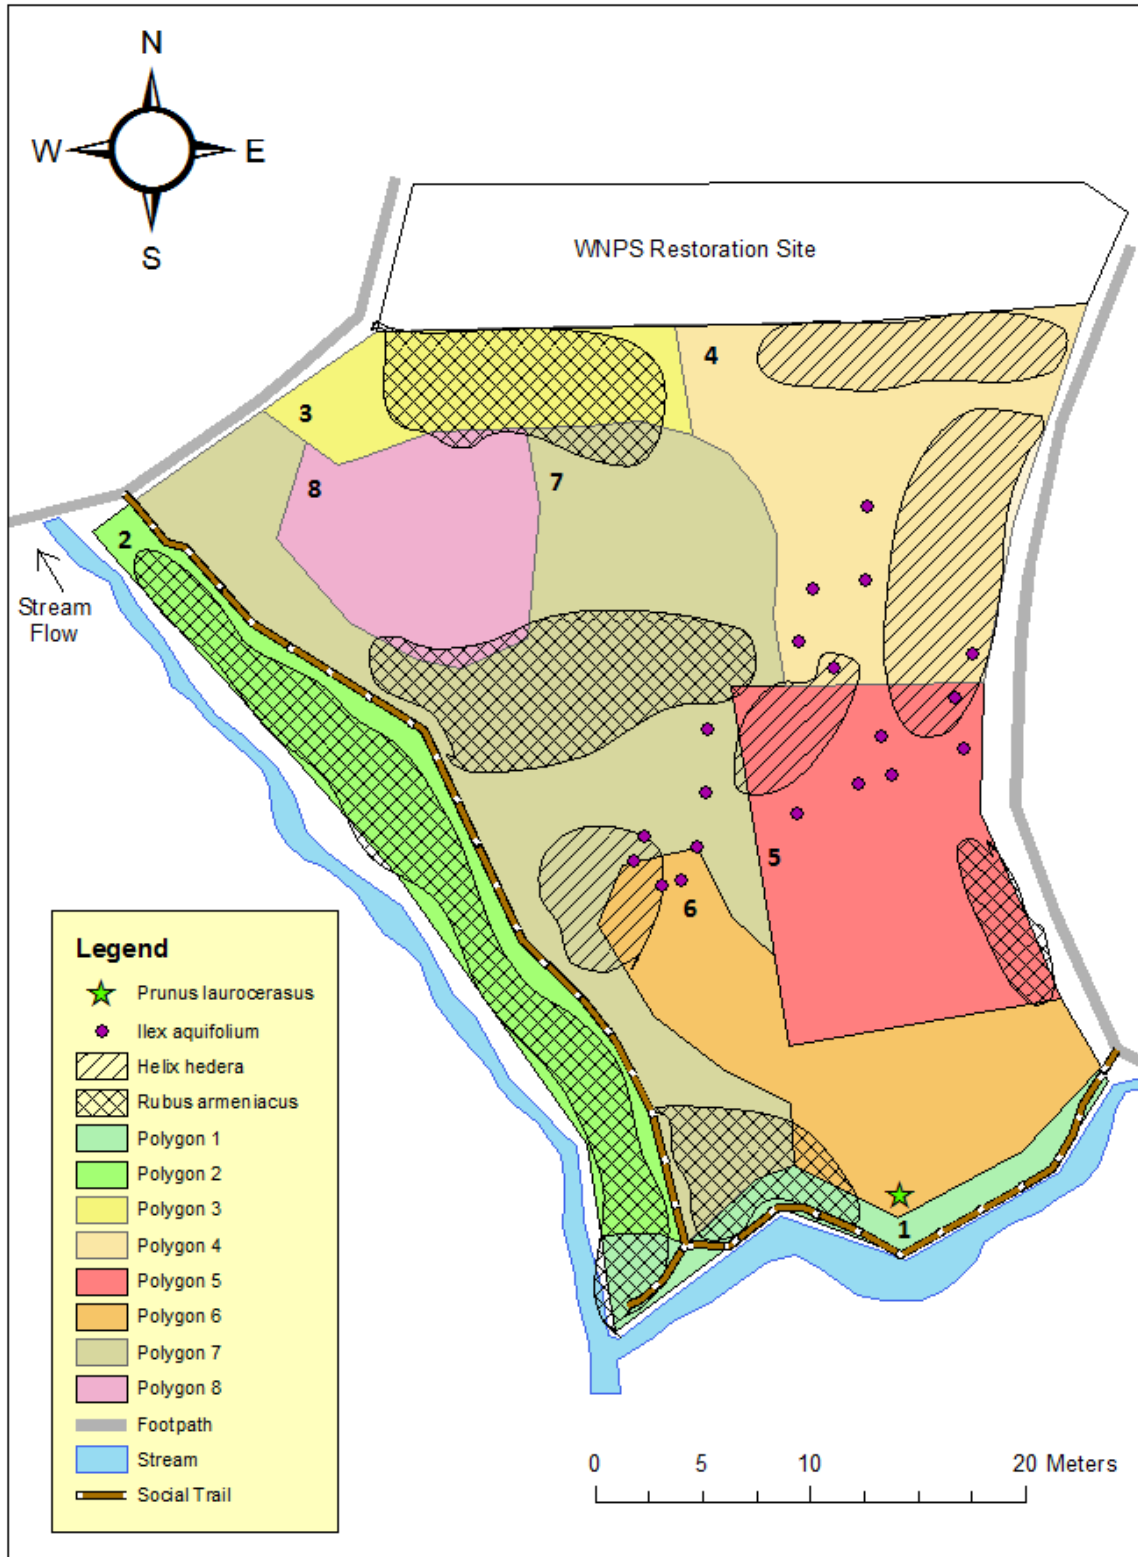 N
W E
S
WNPS Restoration Site
4
3
7
8
2
Stream
Flow
5
6
1
Legend
Prunus laurocerasus
Ilex aquifolium
Helix hedera
Rubus armeniacus
Polygon 1
Polygon 2
Polygon 3
Polygon 4
Polygon 5
Polygon 6
Polygon 7
Polygon 8
Footpath
Stream
Social Trail
0 5 10 20 Meters